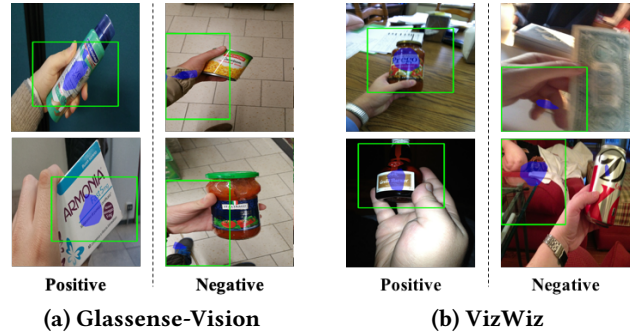 ARMONIA
Positive
Negative
Positive
Negative
(a) Glassense-Vision
(b) VizWiz